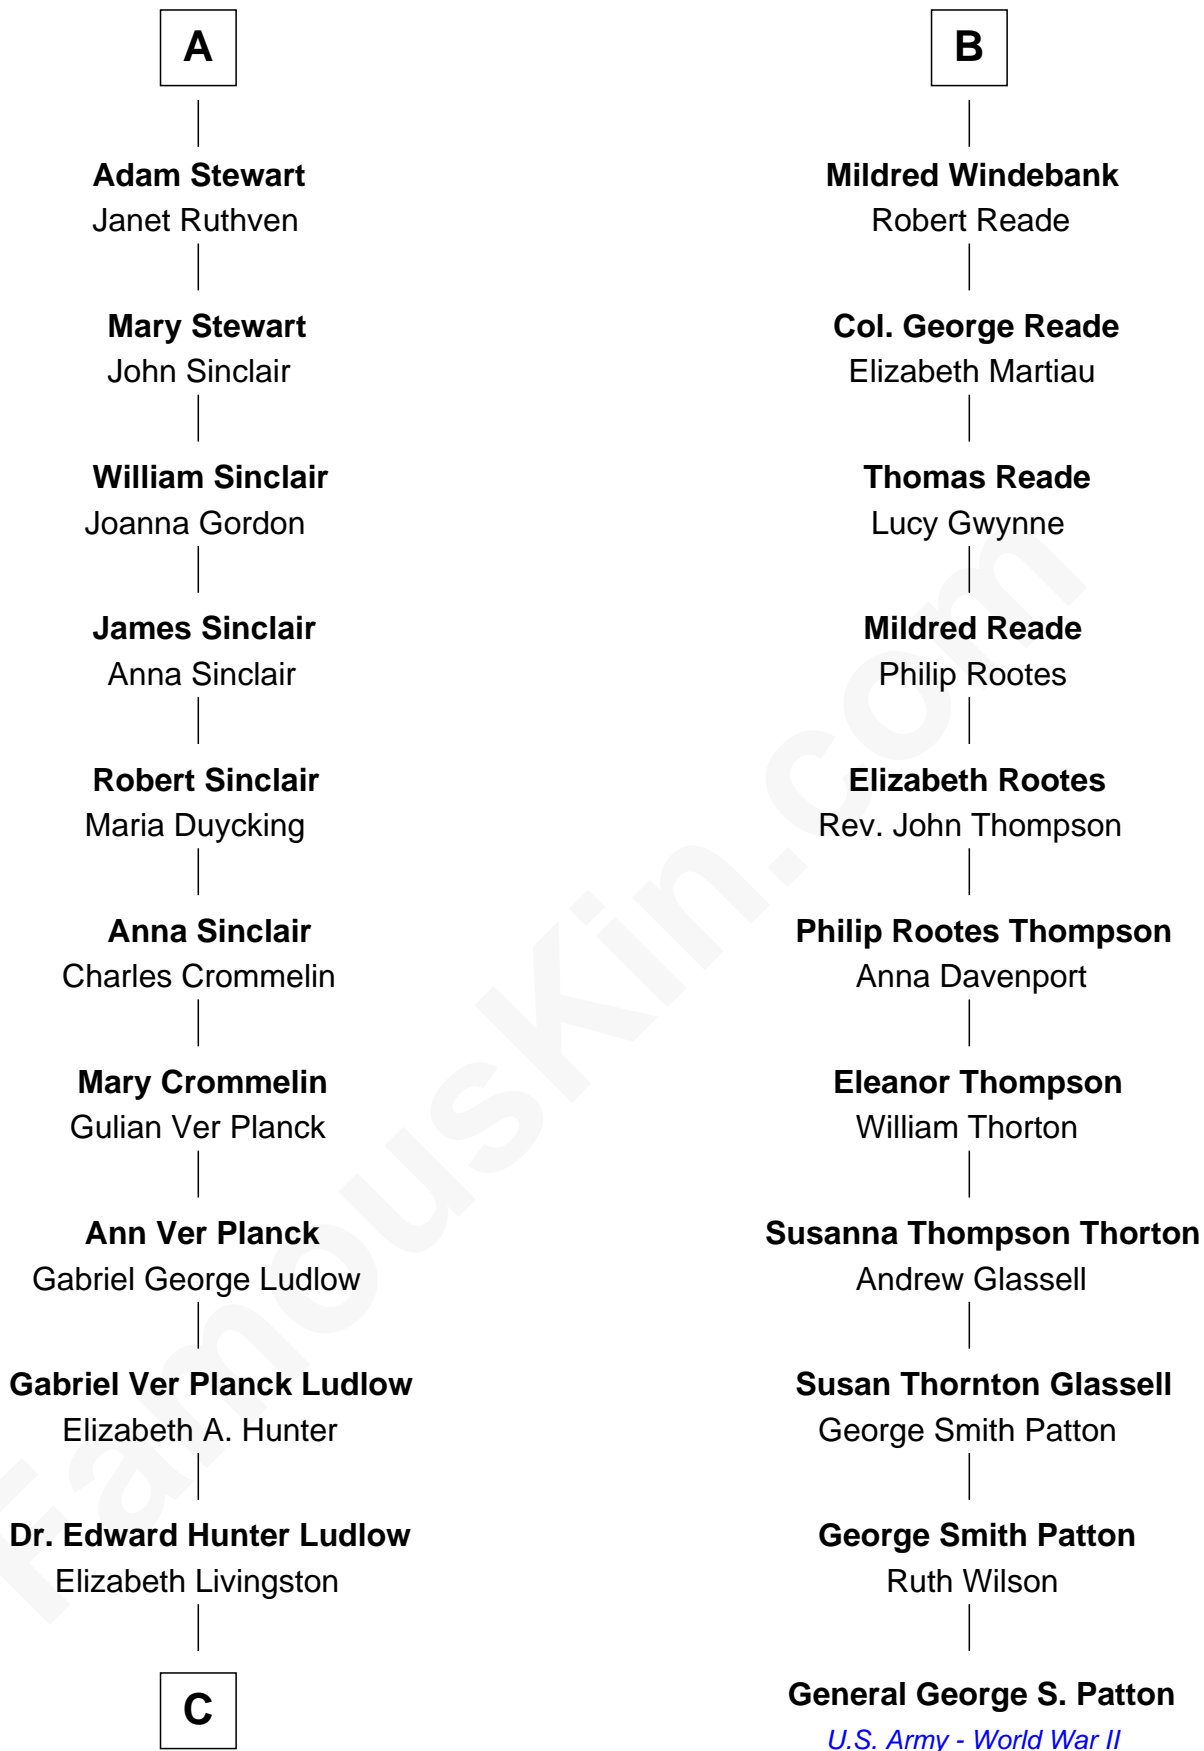 A
Adam Stewart
Janet Ruthven
Mary Stewart
John Sinclair
William Sinclair
Joanna Gordon
James Sinclair
Anna Sinclair
Robert Sinclair
Maria Duycking
Anna Sinclair
Charles Crommelin
Mary Crommelin
Gulian Ver Planck
Ann Ver Planck
Gabriel George Ludlow
Gabriel Ver Planck Ludlow
Elizabeth A. Hunter
Dr. Edward Hunter Ludlow
Elizabeth Livingston
C
B
Mildred Windebank
Robert Reade
Col. George Reade
Elizabeth Martiau
Thomas Reade
Lucy Gwynne
Mildred Reade
Philip Rootes
Elizabeth Rootes
Rev. John Thompson
Philip Rootes Thompson
Anna Davenport
Eleanor Thompson
William Thorton
Susanna Thompson Thorton
Andrew Glassell
Susan Thornton Glassell
George Smith Patton
George Smith Patton
Ruth Wilson
General George S. Patton
U.S. Army - World War II
FamousKin.com